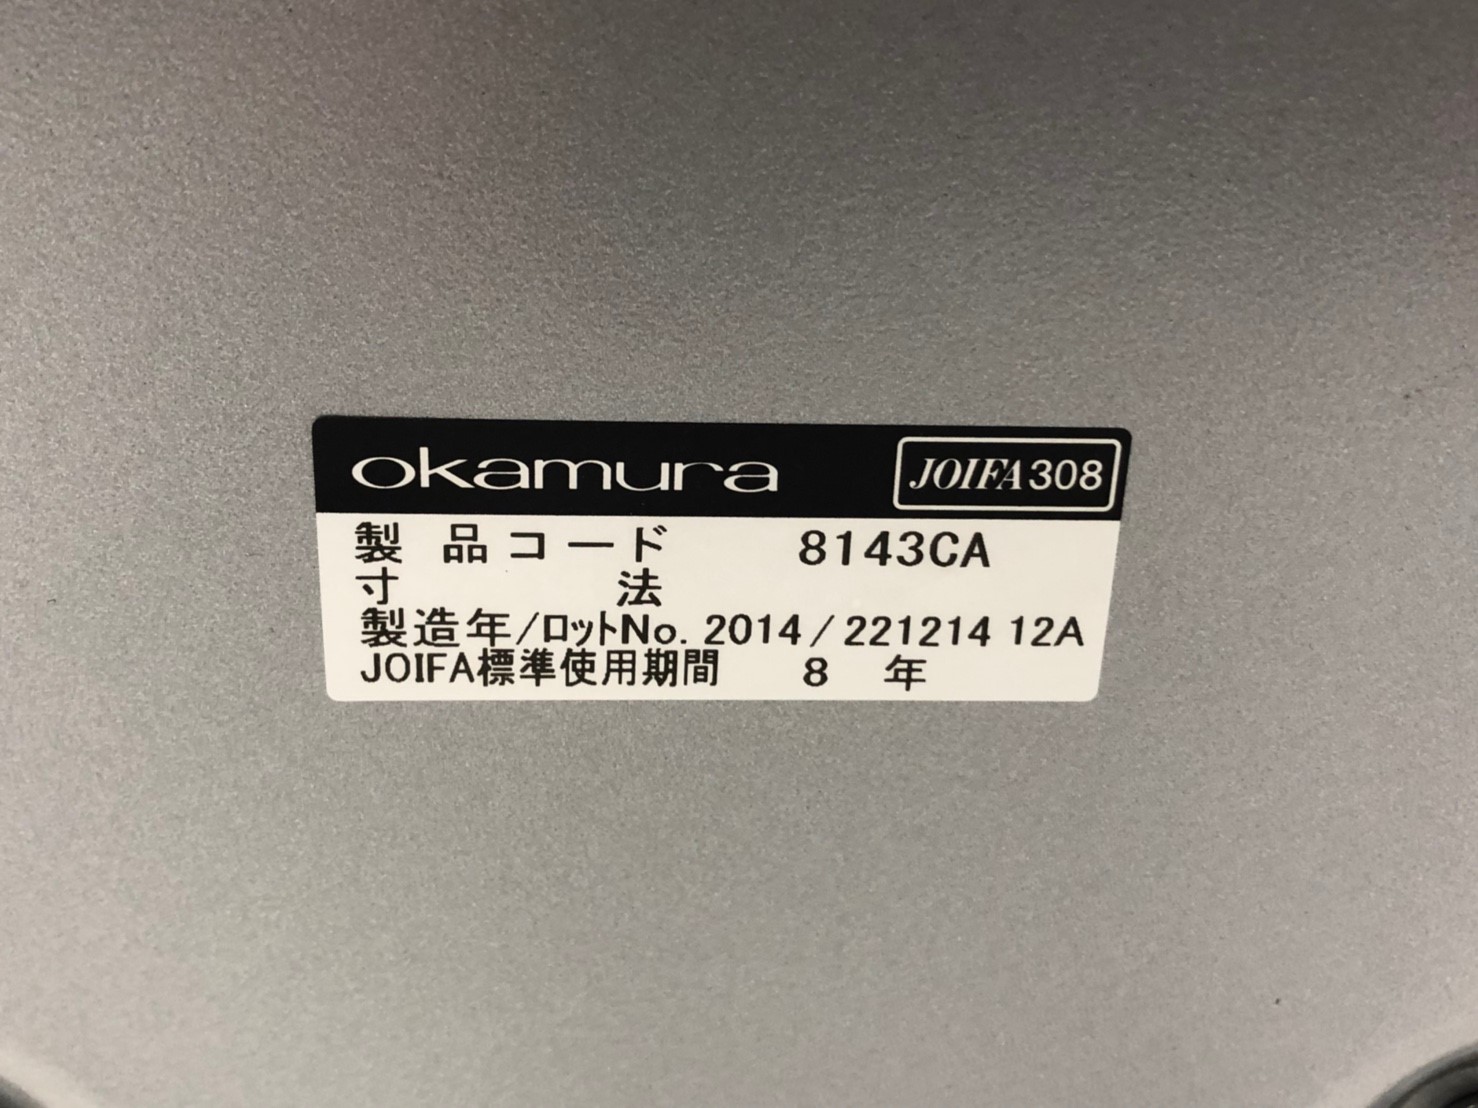 okamura JOIFA308
製品コード 8143CA
寸法
製造年/ロットNo. 2014 / 221214 12A
JOIFA標準使用期間 8 年